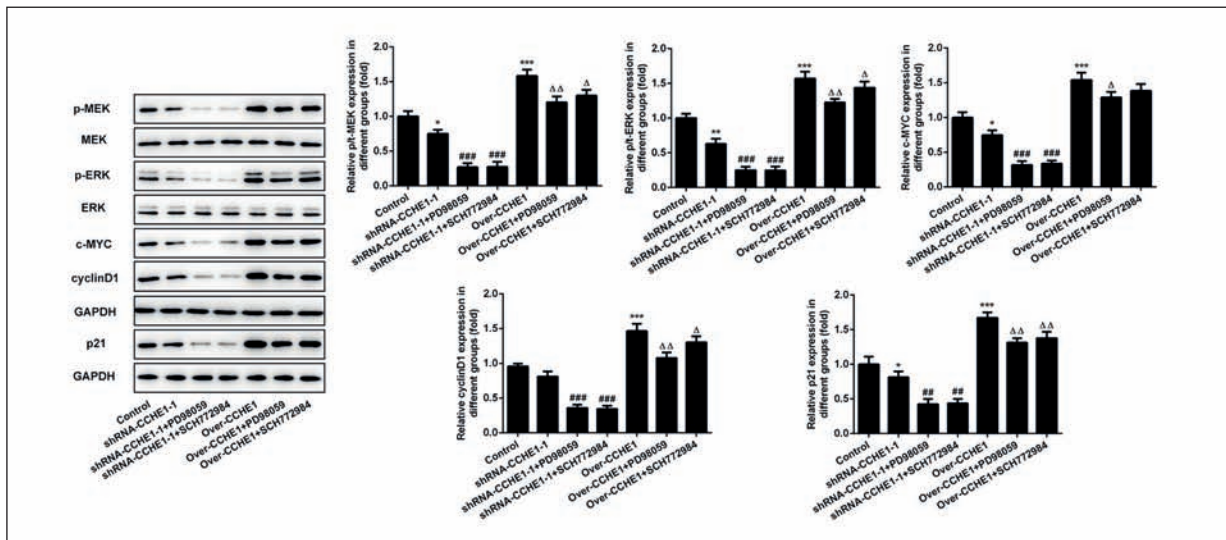 p-MEK
MEK
p-ERK
ERK
c-MYC
cyclinD1
GAPDH
p21
GAPDH
Control
shRNA-CCHE1-1
shRNA-CCHE1-1+PD98059
shRNA-CCHE1-1+SCH772984
Over-CCHE1
Over-CCHE1+PD98059
Over-CCHE1+SCH772984
Relative p/t-MEK expression in
different groups (fold)
2.0
1.5
1.0
0.5
0.0
*
###
###
***
ΔΔ
Δ
Control
shRNA-CCHE1-1
shRNA-CCHE1-1+PD98059
shRNA-CCHE1-1+SCH772984
Over-CCHE1
Over-CCHE1+PD98059
Over-CCHE1+SCH772984
Relative p/t-ERK expression in
different groups (fold)
2.0
1.5
1.0
0.5
0.0
**
###
###
***
ΔΔ
Δ
Control
shRNA-CCHE1-1
shRNA-CCHE1-1+PD98059
shRNA-CCHE1-1+SCH772984
Over-CCHE1
Over-CCHE1+PD98059
Over-CCHE1+SCH772984
Relative c-MYC expression in
different groups (fold)
2.0
1.5
1.0
0.5
0.0
*
###
###
***
Δ
Control
shRNA-CCHE1-1
shRNA-CCHE1-1+PD98059
shRNA-CCHE1-1+SCH772984
Over-CCHE1
Over-CCHE1+PD98059
Over-CCHE1+SCH772984
Relative cyclinD1 expression in
different groups (fold)
2.0
1.5
1.0
0.5
0.0
###
###
***
ΔΔ
Δ
Control
shRNA-CCHE1-1
shRNA-CCHE1-1+PD98059
shRNA-CCHE1-1+SCH772984
Over-CCHE1
Over-CCHE1+PD98059
Over-CCHE1+SCH772984
Relative p21 expression in
different groups (fold)
2.0
1.5
1.0
0.5
0.0
*
##
##
***
ΔΔ
ΔΔ
Control
shRNA-CCHE1-1
shRNA-CCHE1-1+PD98059
shRNA-CCHE1-1+SCH772984
Over-CCHE1
Over-CCHE1+PD98059
Over-CCHE1+SCH772984